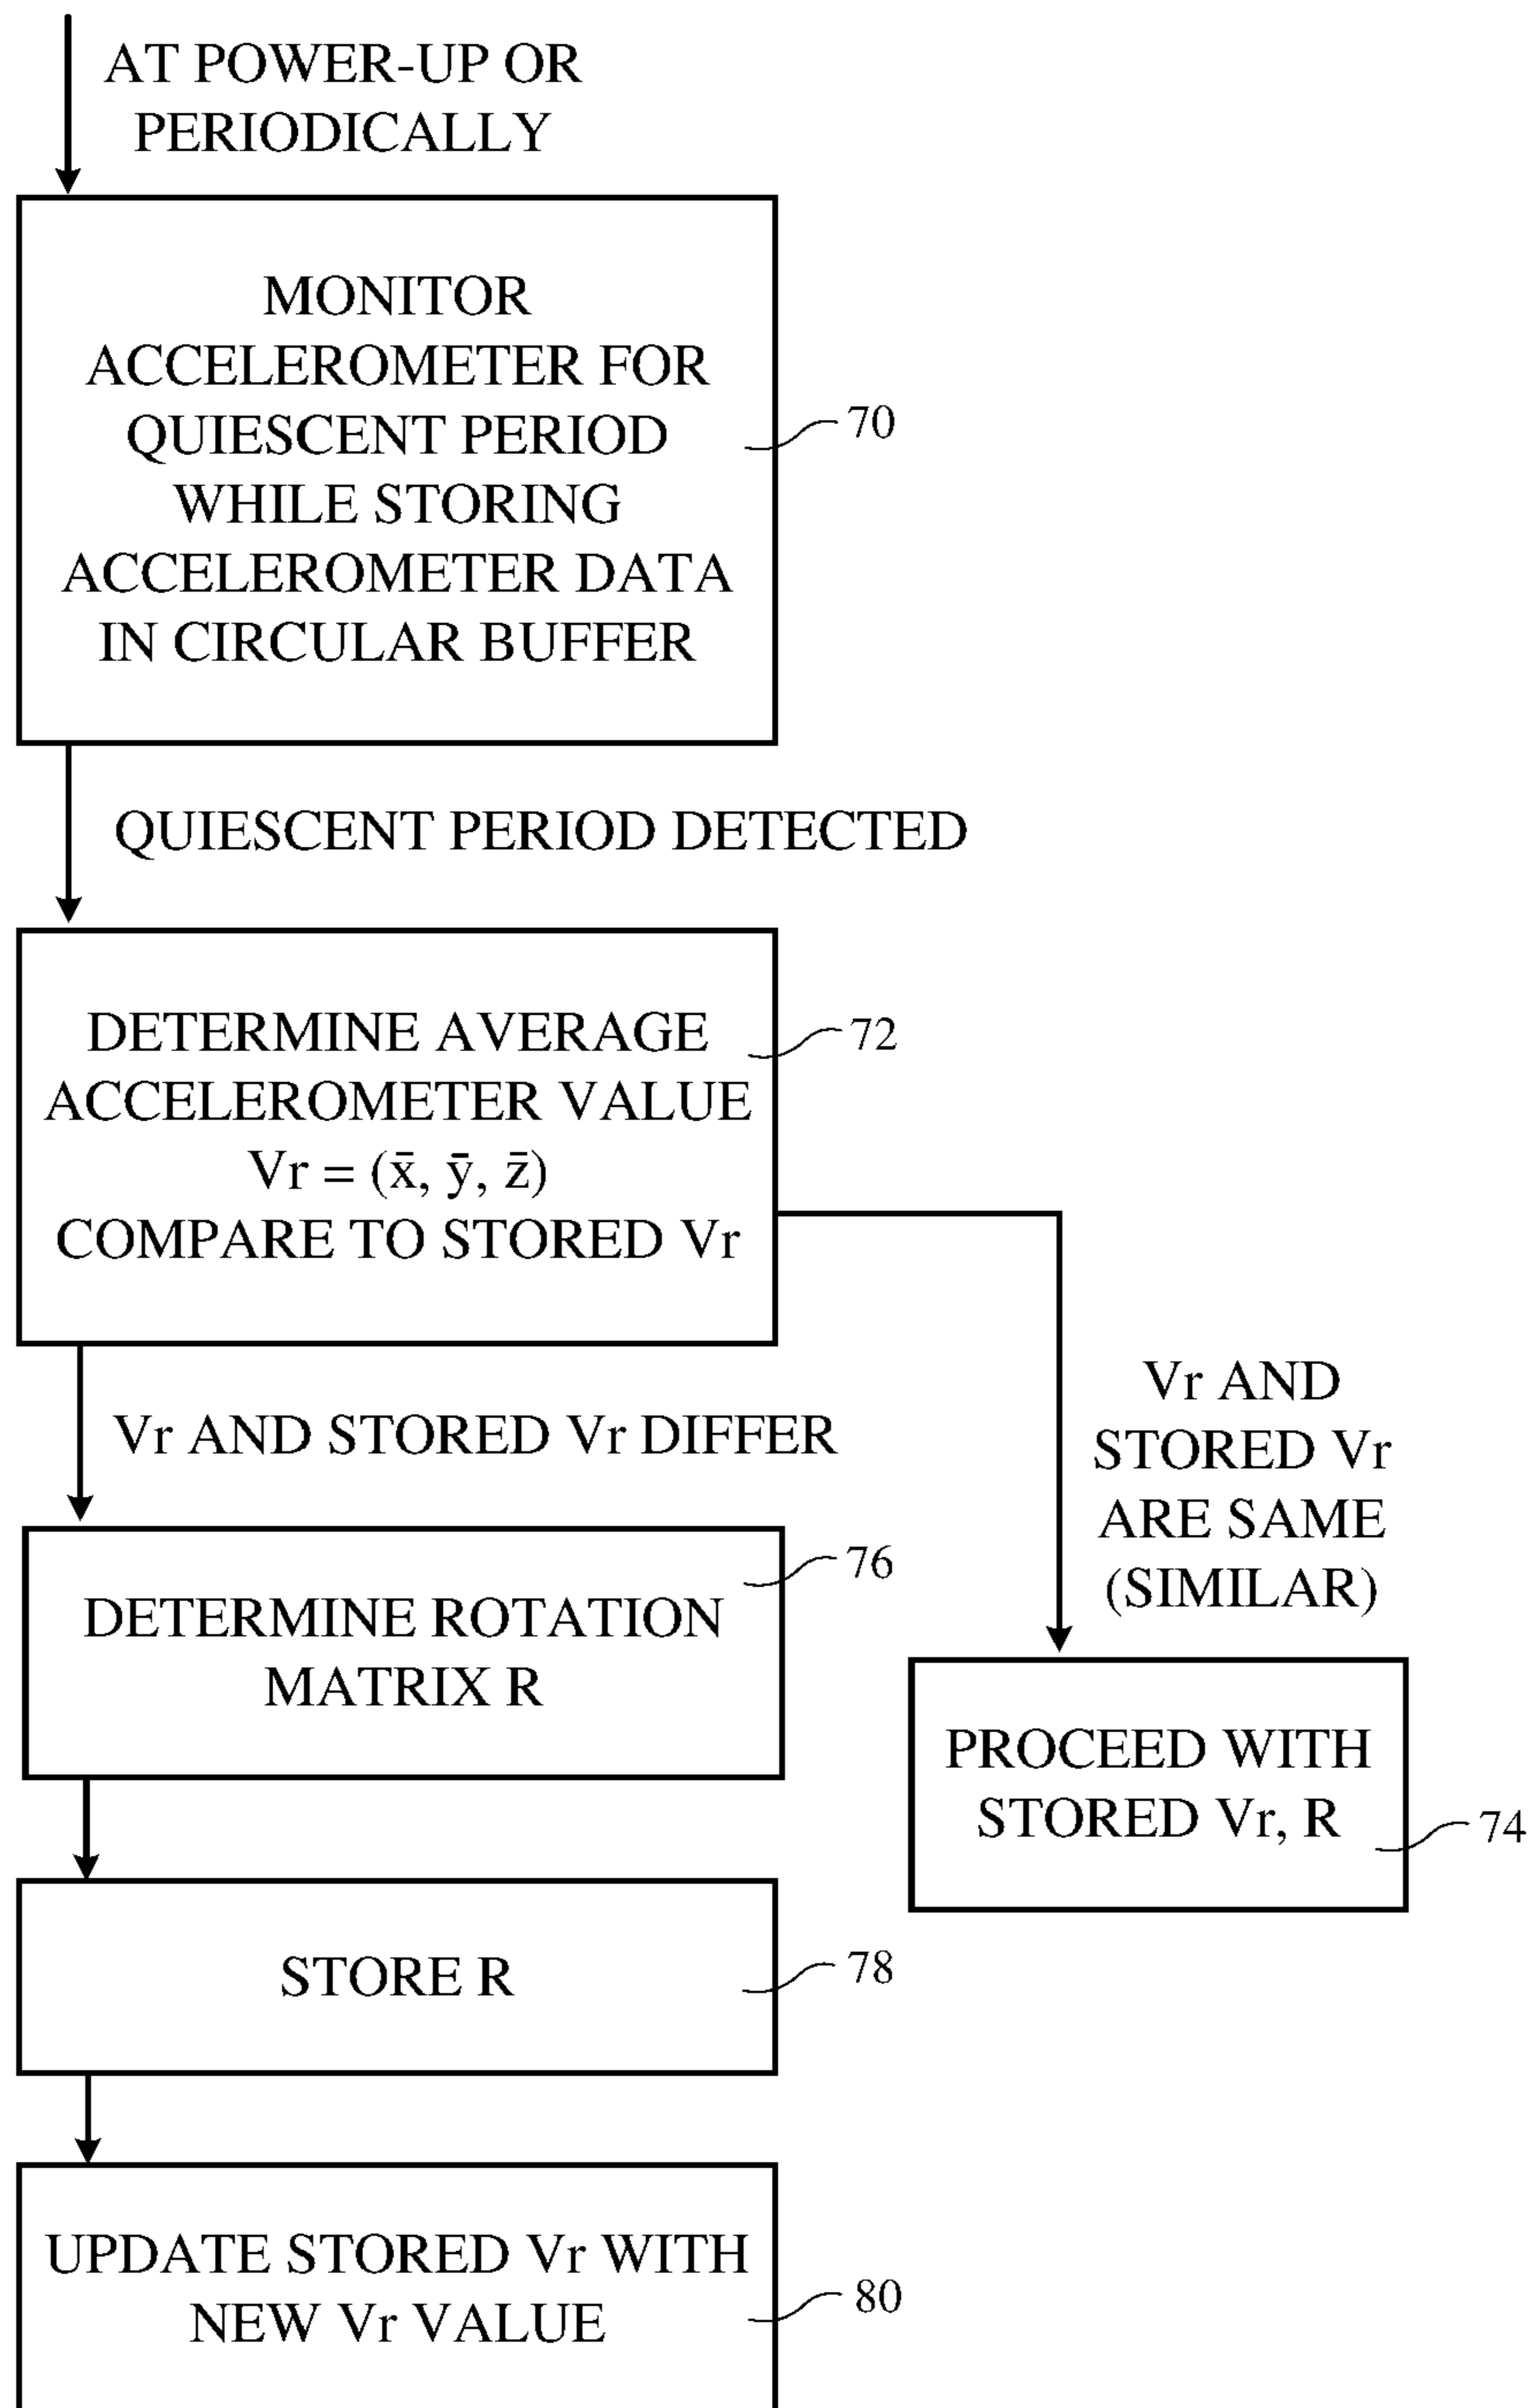 AT POWER-UP OR
PERIODICALLY
MONITOR
ACCELEROMETER FOR
QUIESCENT PERIOD
WHILE STORING
ACCELEROMETER DATA
IN CIRCULAR BUFFER
70
QUIESCENT PERIOD DETECTED
DETERMINE AVERAGE
ACCELEROMETER VALUE
Vr = (x̄, ȳ, z̄)
COMPARE TO STORED Vr
72
Vr AND STORED Vr DIFFER
Vr AND
STORED Vr
ARE SAME
(SIMILAR)
DETERMINE ROTATION
MATRIX R
76
PROCEED WITH
STORED Vr, R
74
STORE R
78
UPDATE STORED Vr WITH
NEW Vr VALUE
80